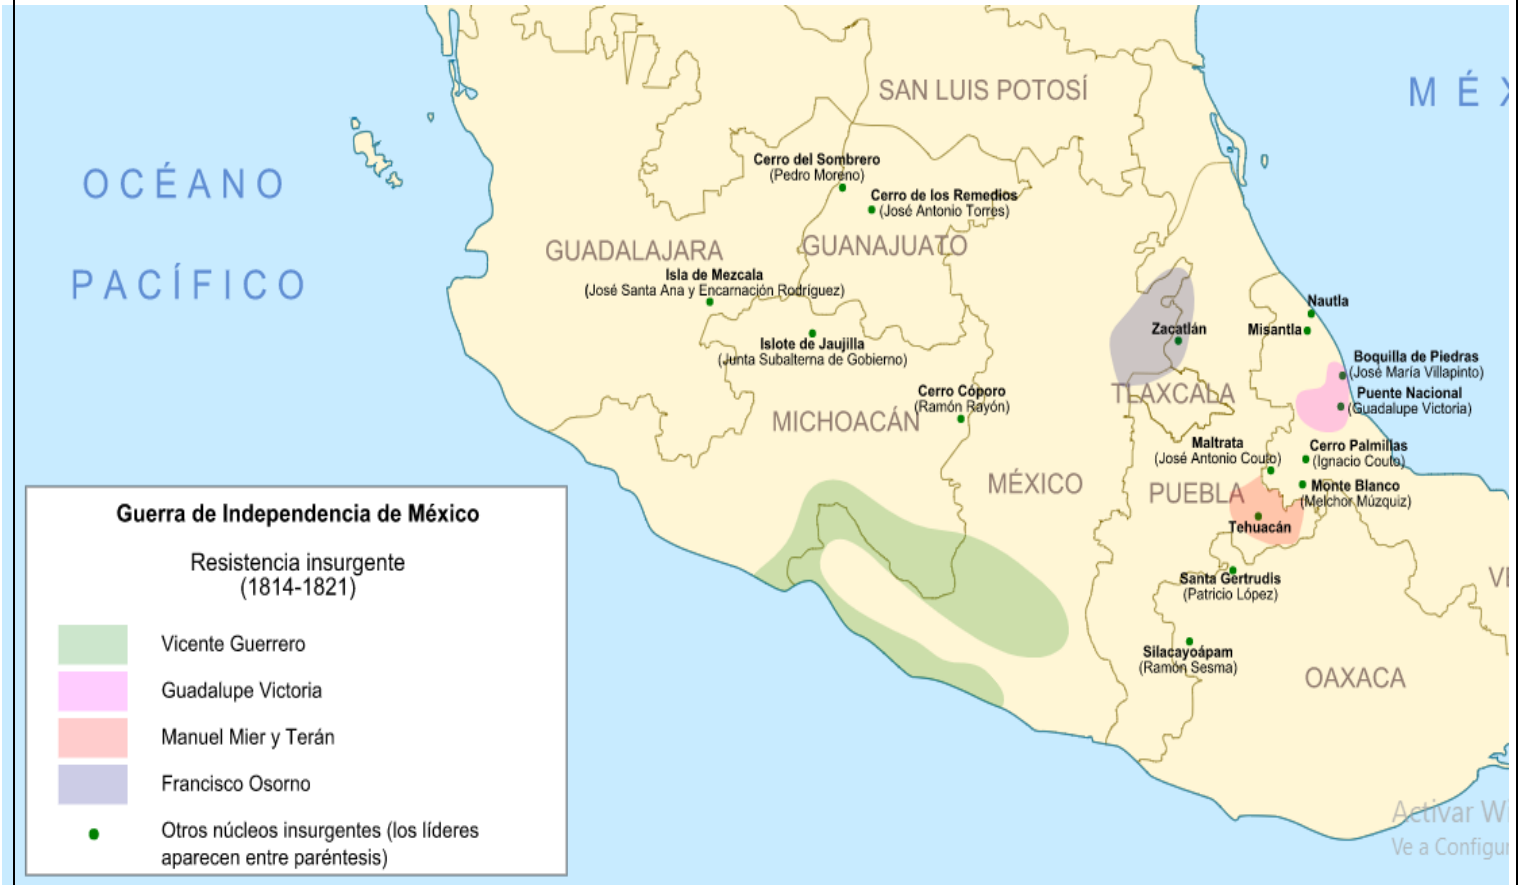 SAN LUIS POTOSÍ
MÉX
OCÉANO
PACÍFICO
Cerro del Sombrero
(Pedro Moreno)
Cerro de los Remedios
(José Antonio Torres)
GUADALAJARA
GUANAJUATO
Isla de Mezcala
(José Santa Ana y Encarnación Rodríguez)
Nautla
Zacatlán
Misantla
Islote de Jaujilla
(Junta Subalterna de Gobierno)
Boquilla de Piedras
(José María Villapinto)
Cerro Cóporo
(Ramón Rayón)
TLAXCALA
Puente Nacional
(Guadalupe Victoria)
MICHOACÁN
Maltrata
(José Antonio Couto)
Cerro Palmillas
(Ignacio Couto)
MÉXICO
PUEBLA
Monte Blanco
(Melchor Múzquiz)
Tehuacán
Santa Gertrudis
(Patricio López)
VE
Silacayoápam
(Ramón Sesma)
OAXACA
Guerra de Independencia de México
Resistencia insurgente
(1814-1821)
Vicente Guerrero
Guadalupe Victoria
Manuel Mier y Terán
Francisco Osorno
Otros núcleos insurgentes (los líderes
aparecen entre paréntesis)
Activar Wi
Ve a Configur